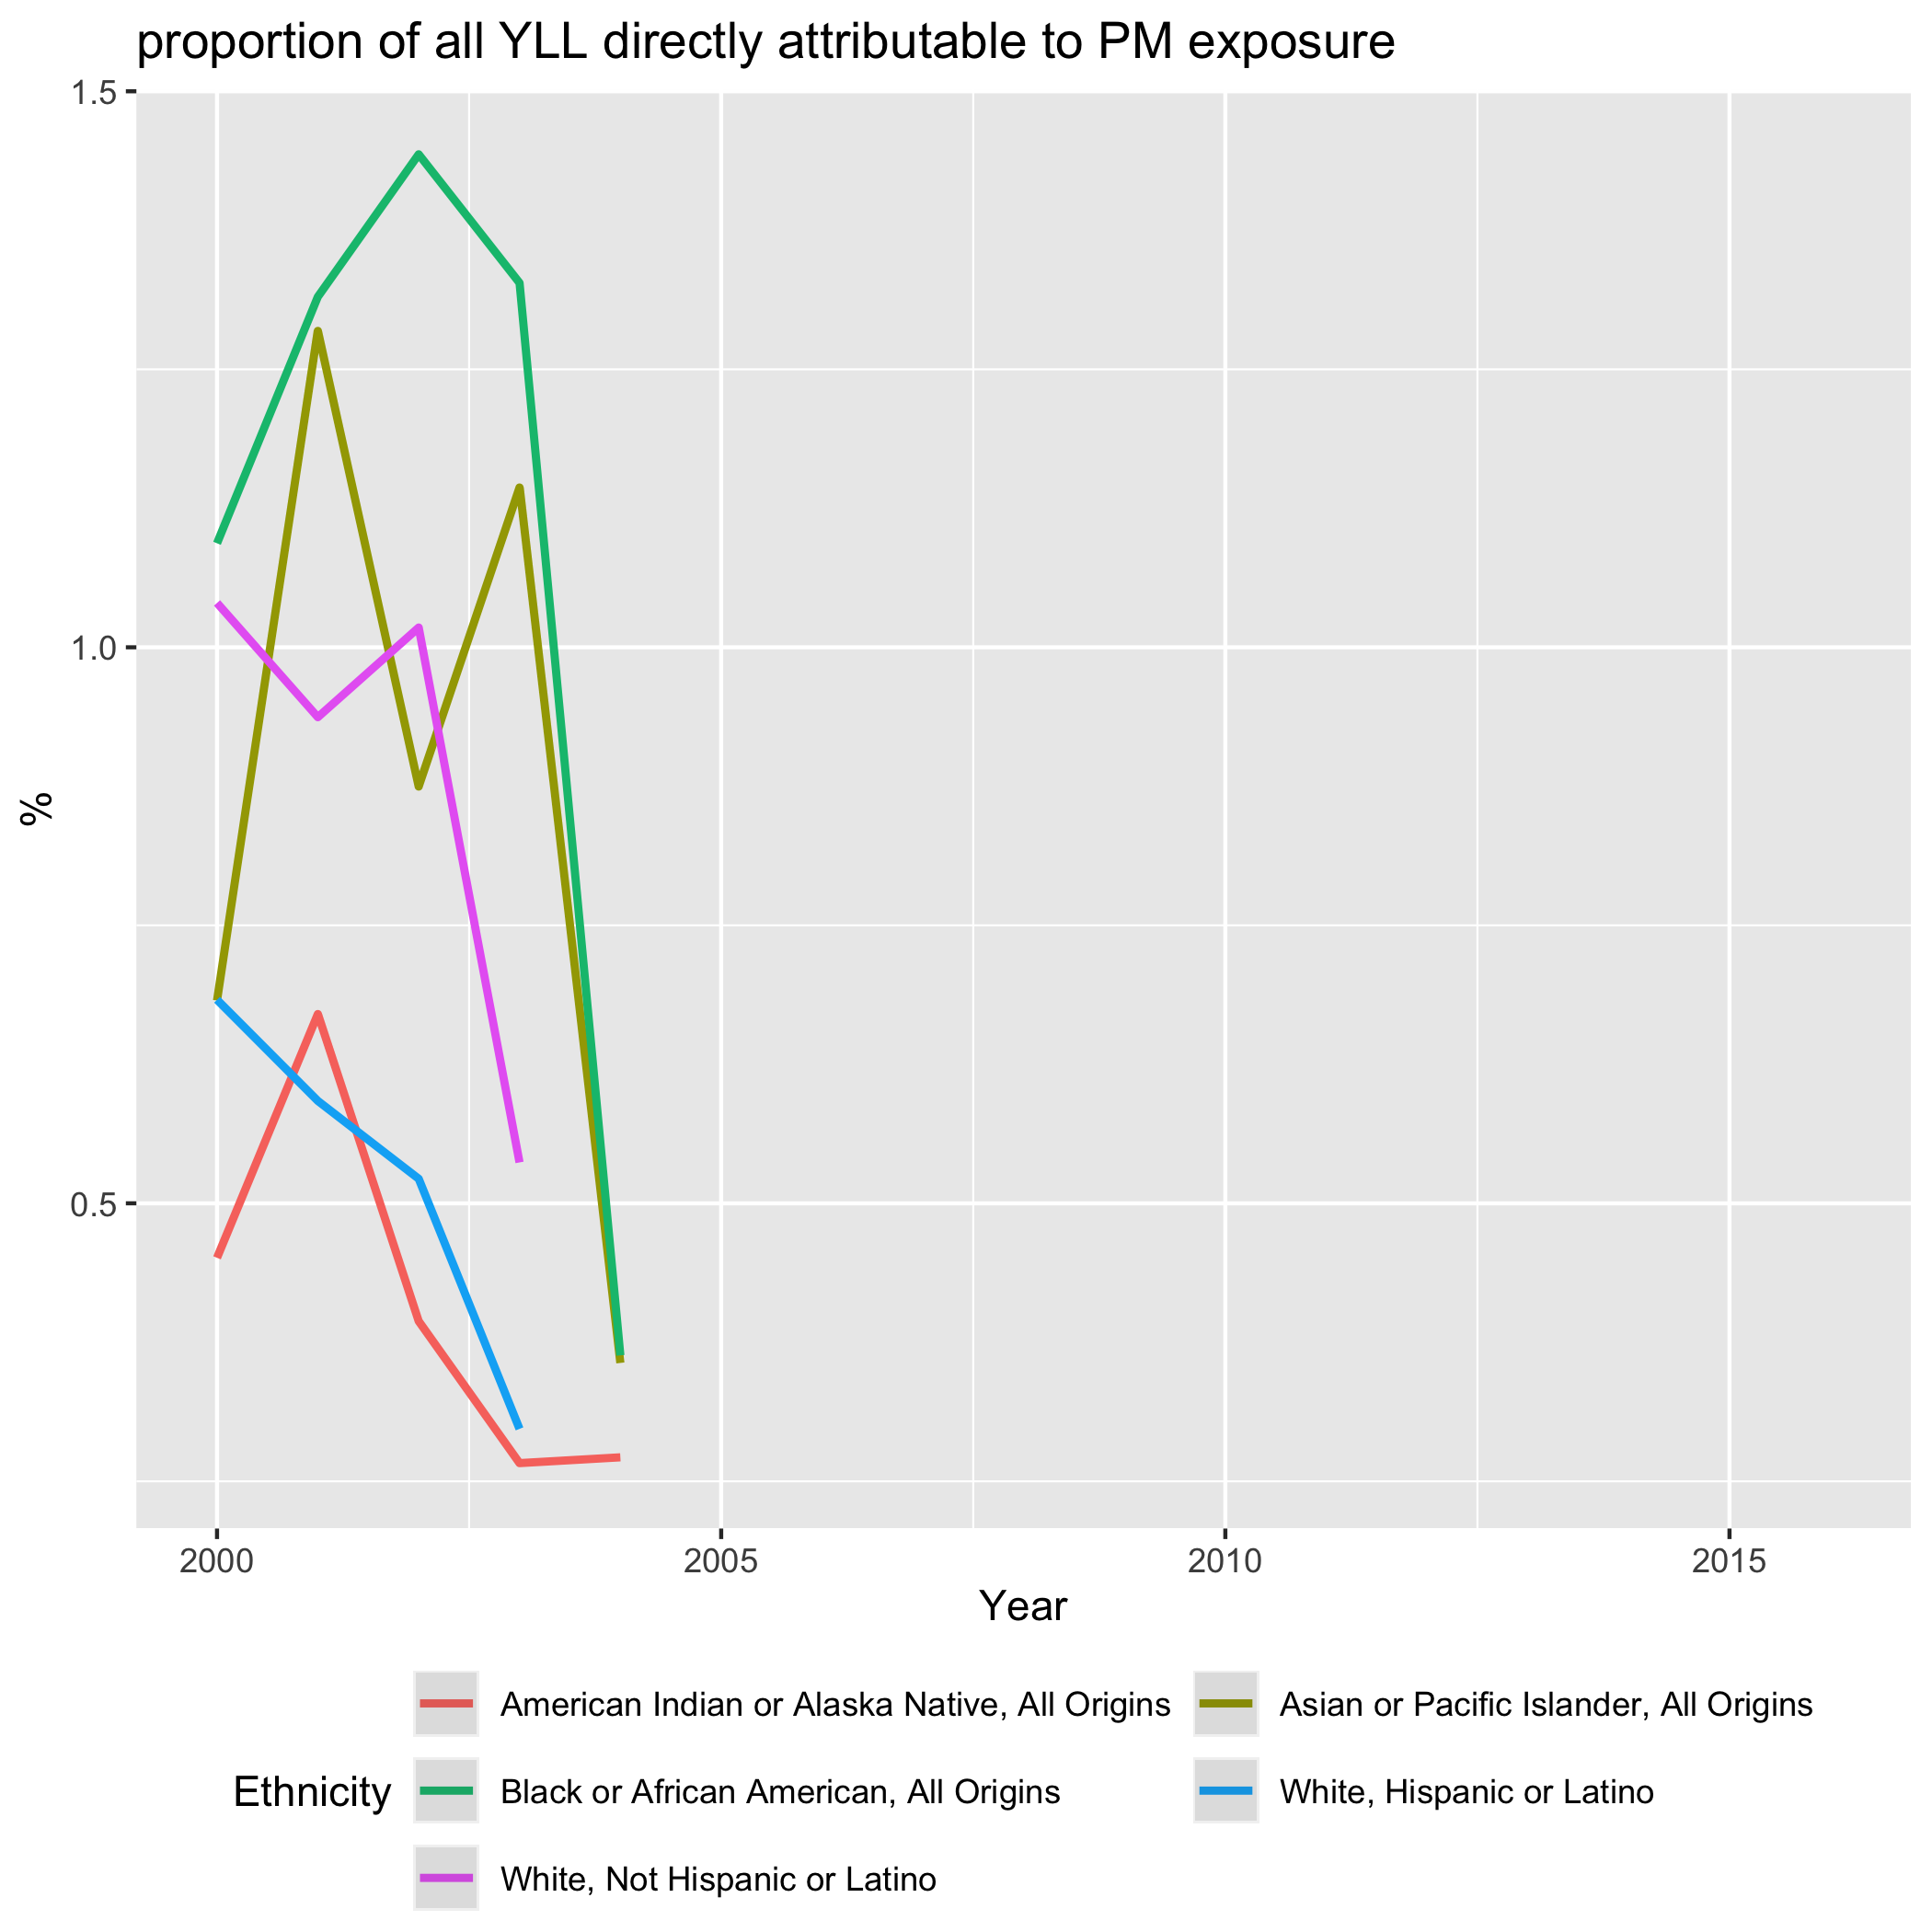 proportion of all YLL directly attributable to PM exposure
1.5
1.0
0.5
%
2000 2005 2010 2015
Year
Ethnicity
American Indian or Alaska Native, All Origins
Asian or Pacific Islander, All Origins
Black or African American, All Origins
White, Hispanic or Latino
White, Not Hispanic or Latino